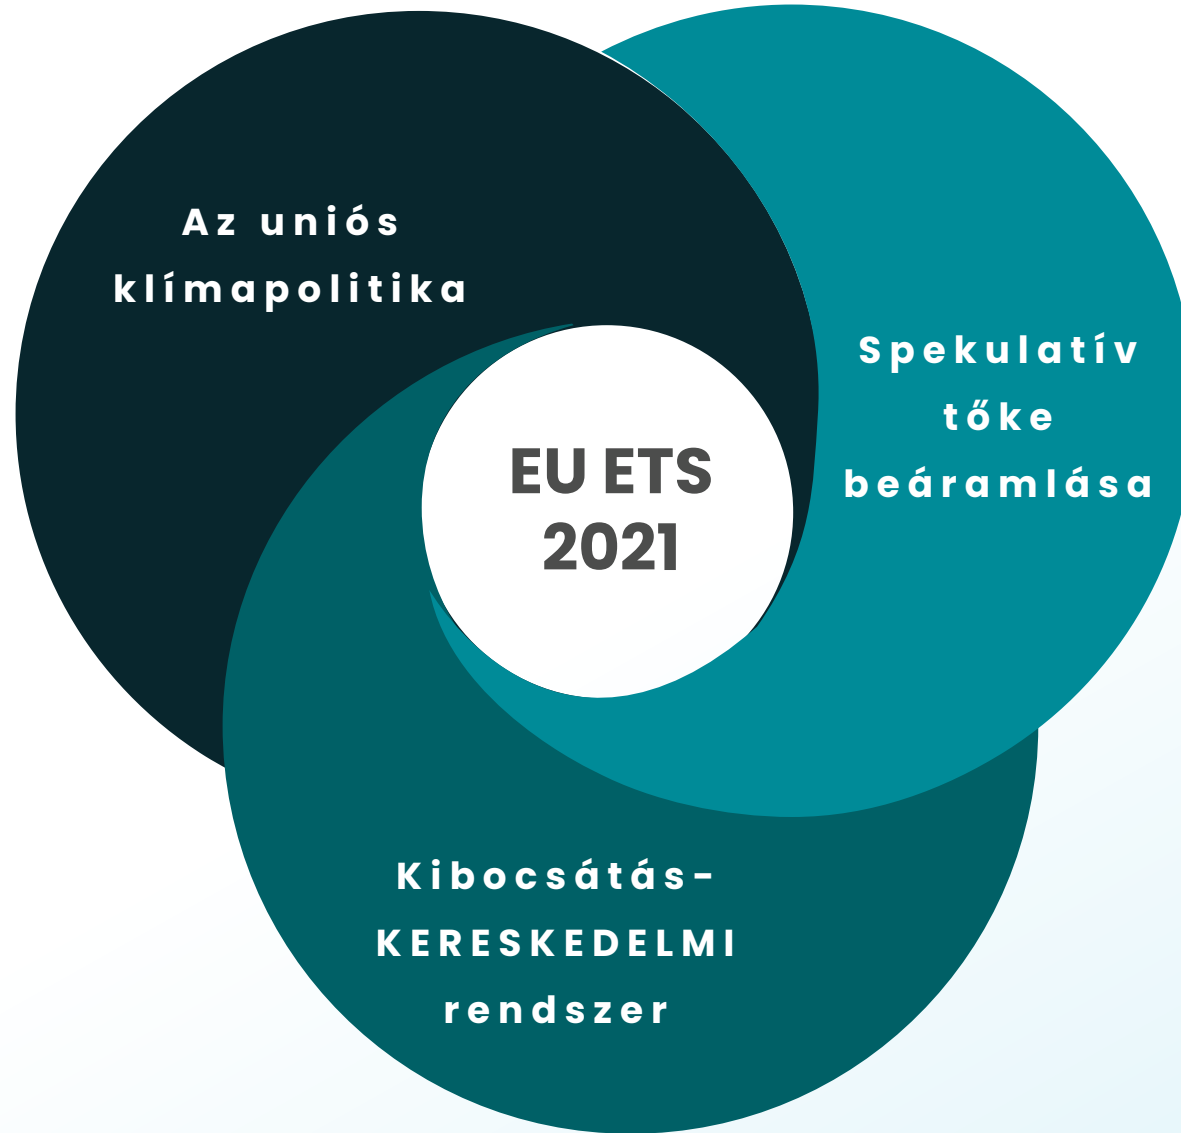 Az uniós
klímapolitika
Spekulatív
tőke
beáramlása
EU ETS
2021
Kibocsátás-
KERESKEDELMI
rendszer